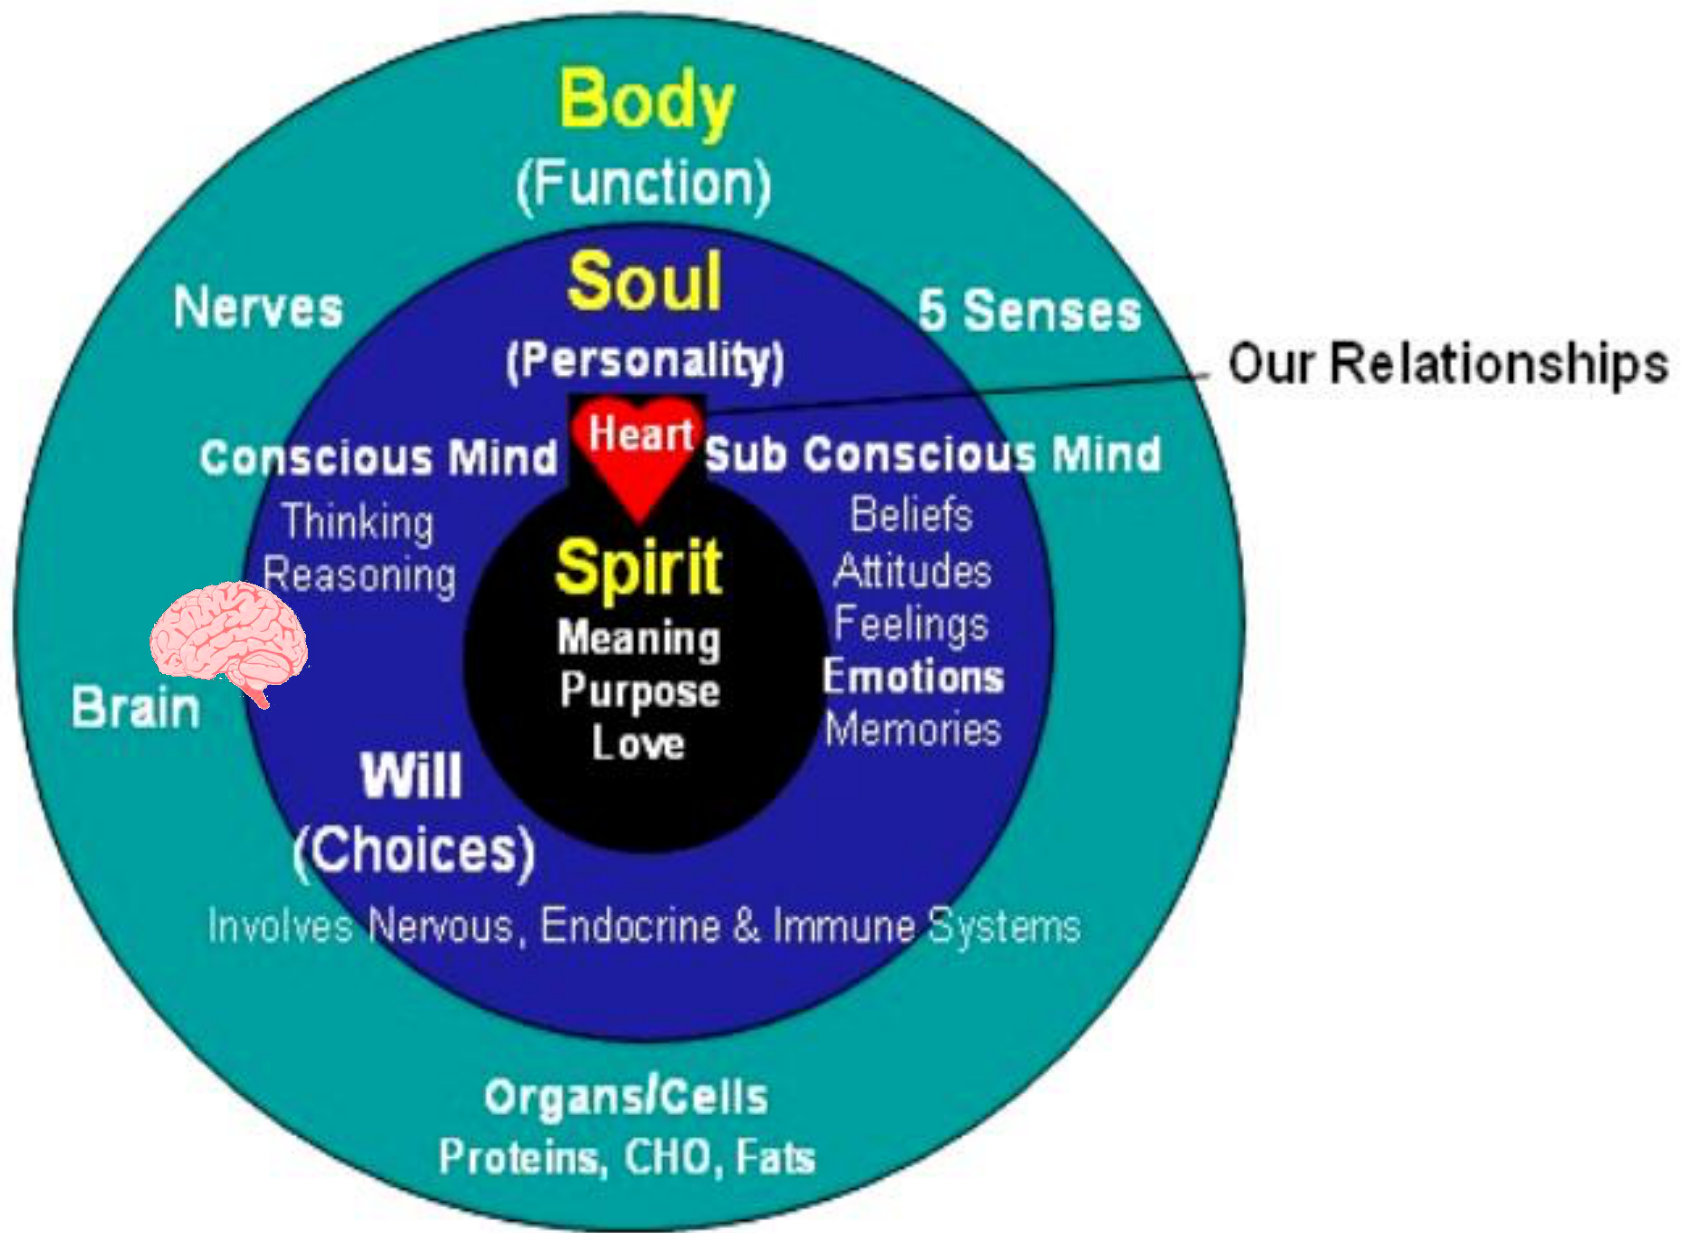 Body
(Function)
Nerves
5 Senses
Soul
(Personality)
Our Relationships
Heart
Conscious Mind
Thinking
Reasoning
Sub Conscious Mind
Beliefs
Attitudes
Feelings
Emotions
Memories
Spirit
Meaning
Purpose
Love
Brain
Will
(Choices)
Involves Nervous, Endocrine & Immune Systems
Organs/Cells
Proteins, CHO, Fats